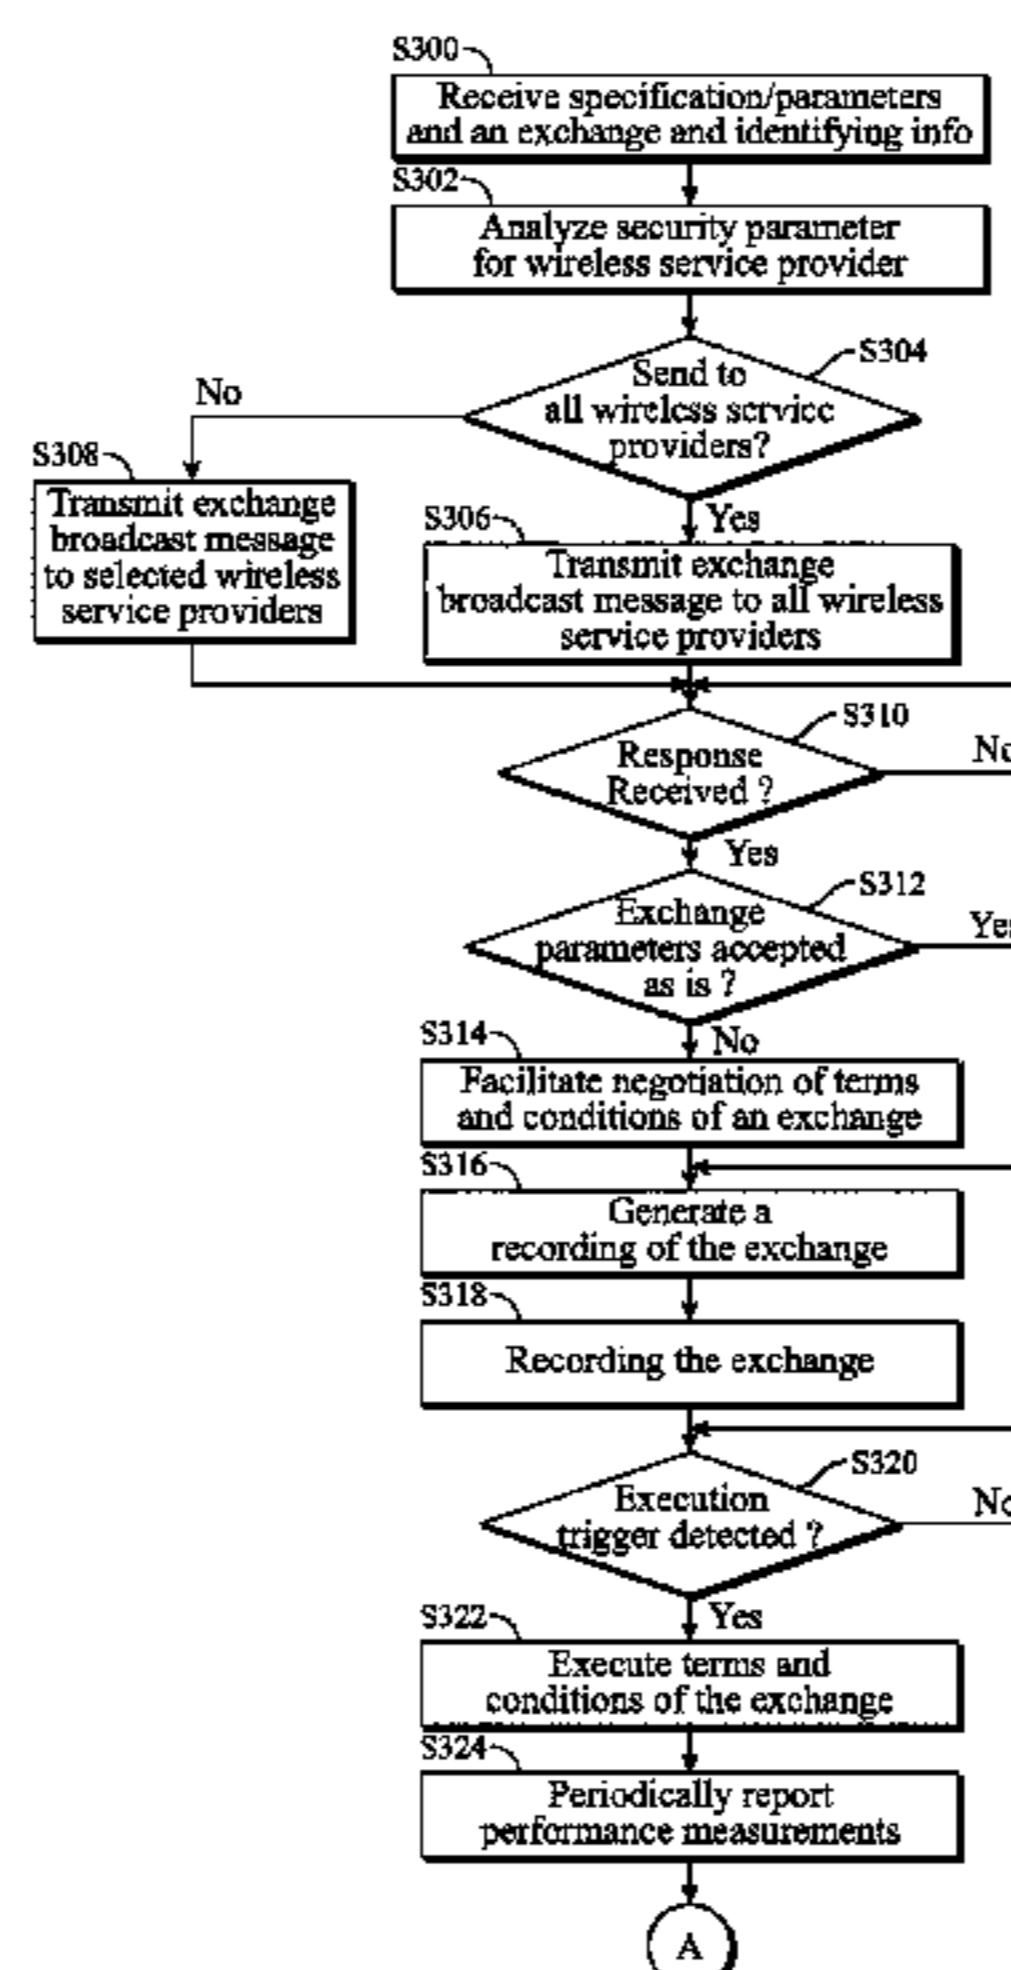 S300
Receive specification/parameters
and an exchange and identifying info
S302
Analyze security parameter
for wireless service provider
S304
Send to
all wireless service
providers?
No
S308
Transmit exchange
broadcast message
to selected wireless
service providers
Yes
S306
Transmit exchange
broadcast message to all wireless
service providers
S310
Response
Received ?
No
Yes
S312
Exchange
parameters accepted
as is ?
Yes
No
S314
Facilitate negotiation of terms
and conditions of an exchange
S316
Generate a
recording of the exchange
S318
Recording the exchange
S320
Execution
trigger detected ?
No
Yes
S322
Execute terms and
conditions of the exchange
S324
Periodically report
performance measurements
A